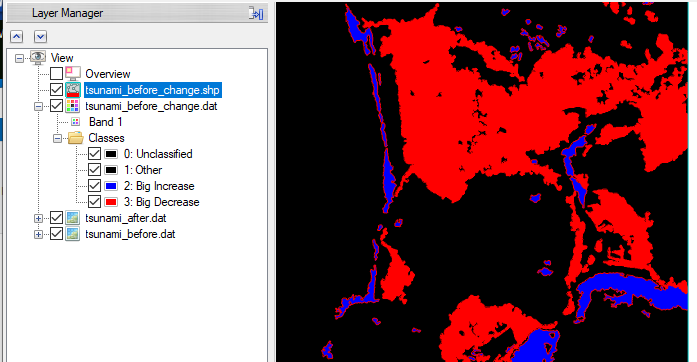 Layer Manager
View
Overview
tsunami_before_change.shp
tsunami_before_change.dat
Band 1
Classes
0: Unclassified
1: Other
2: Big Increase
3: Big Decrease
tsunami_after.dat
tsunami_before.dat